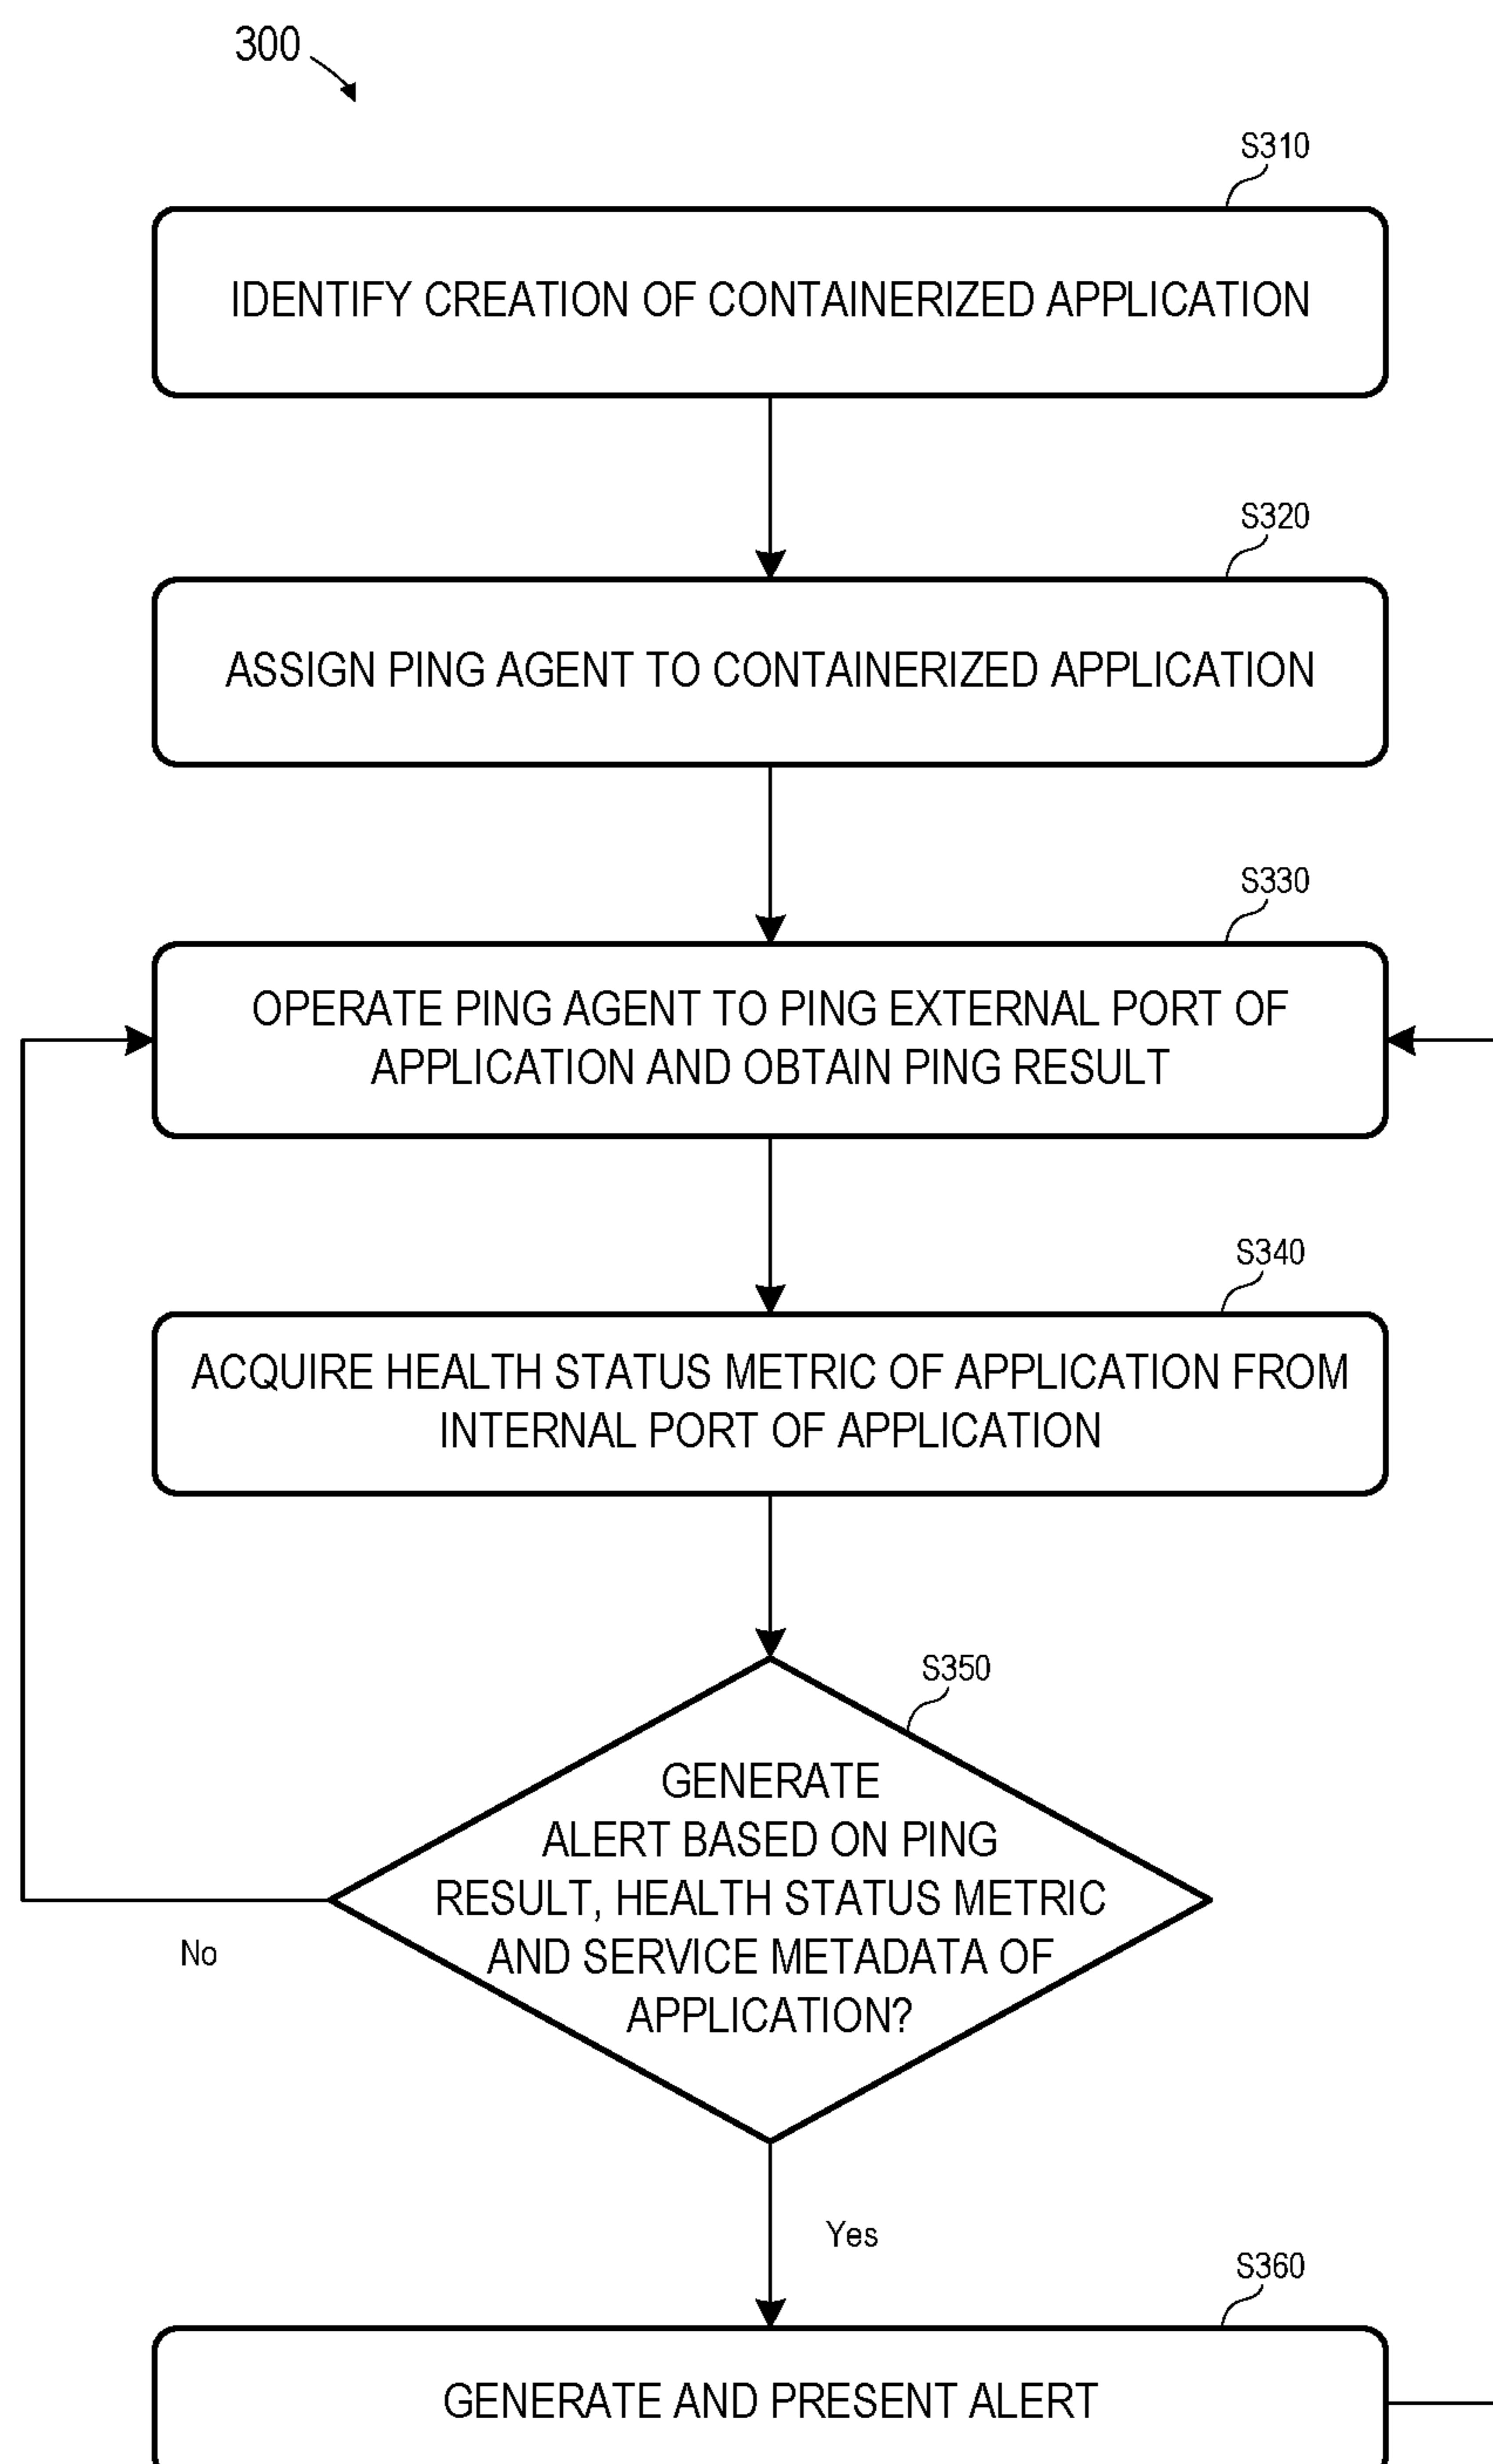 300
S310
IDENTIFY CREATION OF CONTAINERIZED APPLICATION
S320
ASSIGN PING AGENT TO CONTAINERIZED APPLICATION
S330
OPERATE PING AGENT TO PING EXTERNAL PORT OF
APPLICATION AND OBTAIN PING RESULT
S340
ACQUIRE HEALTH STATUS METRIC OF APPLICATION FROM
INTERNAL PORT OF APPLICATION
S350
GENERATE
ALERT BASED ON PING
RESULT, HEALTH STATUS METRIC
AND SERVICE METADATA OF
APPLICATION?
No
Yes
S360
GENERATE AND PRESENT ALERT